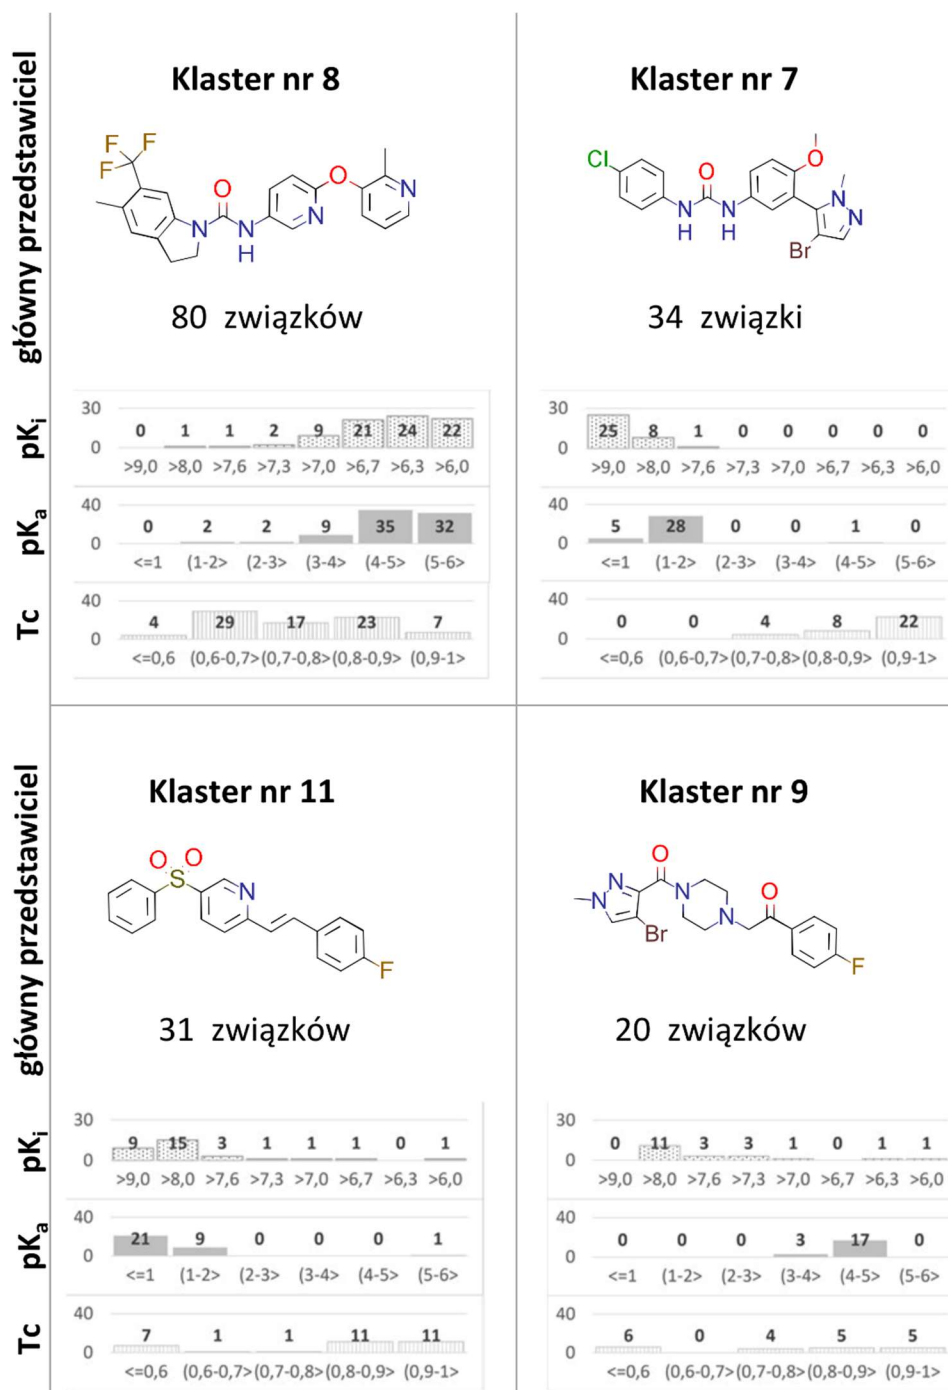 główny przedstawiciel
Klaster nr 8
F
F
F
O
N
N
H
N
O
N
80 związków
pKi
30
0
0 1 1 2 9 21 24 22
>9,0 >8,0 >7,6 >7,3 >7,0 >6,7 >6,3 >6,0
pKa
40
0
0 2 2 9 35 32
<=1 (1-2> (2-3> (3-4> (4-5> (5-6>
Tc
40
0
4 29 17 23 7
<=0,6 (0,6-0,7> (0,7-0,8> (0,8-0,9> (0,9-1>
Klaster nr 7
Cl
O
N
H
N
H
O
N
N
Br
34 związki
30
0
25 8 1 0 0 0 0 0
>9,0 >8,0 >7,6 >7,3 >7,0 >6,7 >6,3 >6,0
40
0
5 28 0 0 1 0
<=1 (1-2> (2-3> (3-4> (4-5> (5-6>
40
0
0 0 4 8 22
<=0,6 (0,6-0,7> (0,7-0,8> (0,8-0,9> (0,9-1>
główny przedstawiciel
Klaster nr 11
O O
S
N
F
31 związków
pKi
30
0
9 15 3 1 1 1 0 1
>9,0 >8,0 >7,6 >7,3 >7,0 >6,7 >6,3 >6,0
pKa
40
0
21 9 0 0 0 1
<=1 (1-2> (2-3> (3-4> (4-5> (5-6>
Tc
40
0
7 1 1 11 11
<=0,6 (0,6-0,7> (0,7-0,8> (0,8-0,9> (0,9-1>
Klaster nr 9
O
N
N
N
Br
N
O
F
20 związków
30
0
0 11 3 3 1 0 1 1
>9,0 >8,0 >7,6 >7,3 >7,0 >6,7 >6,3 >6,0
40
0
0 0 0 3 17 0
<=1 (1-2> (2-3> (3-4> (4-5> (5-6>
40
0
6 0 4 5 5
<=0,6 (0,6-0,7> (0,7-0,8> (0,8-0,9> (0,9-1>